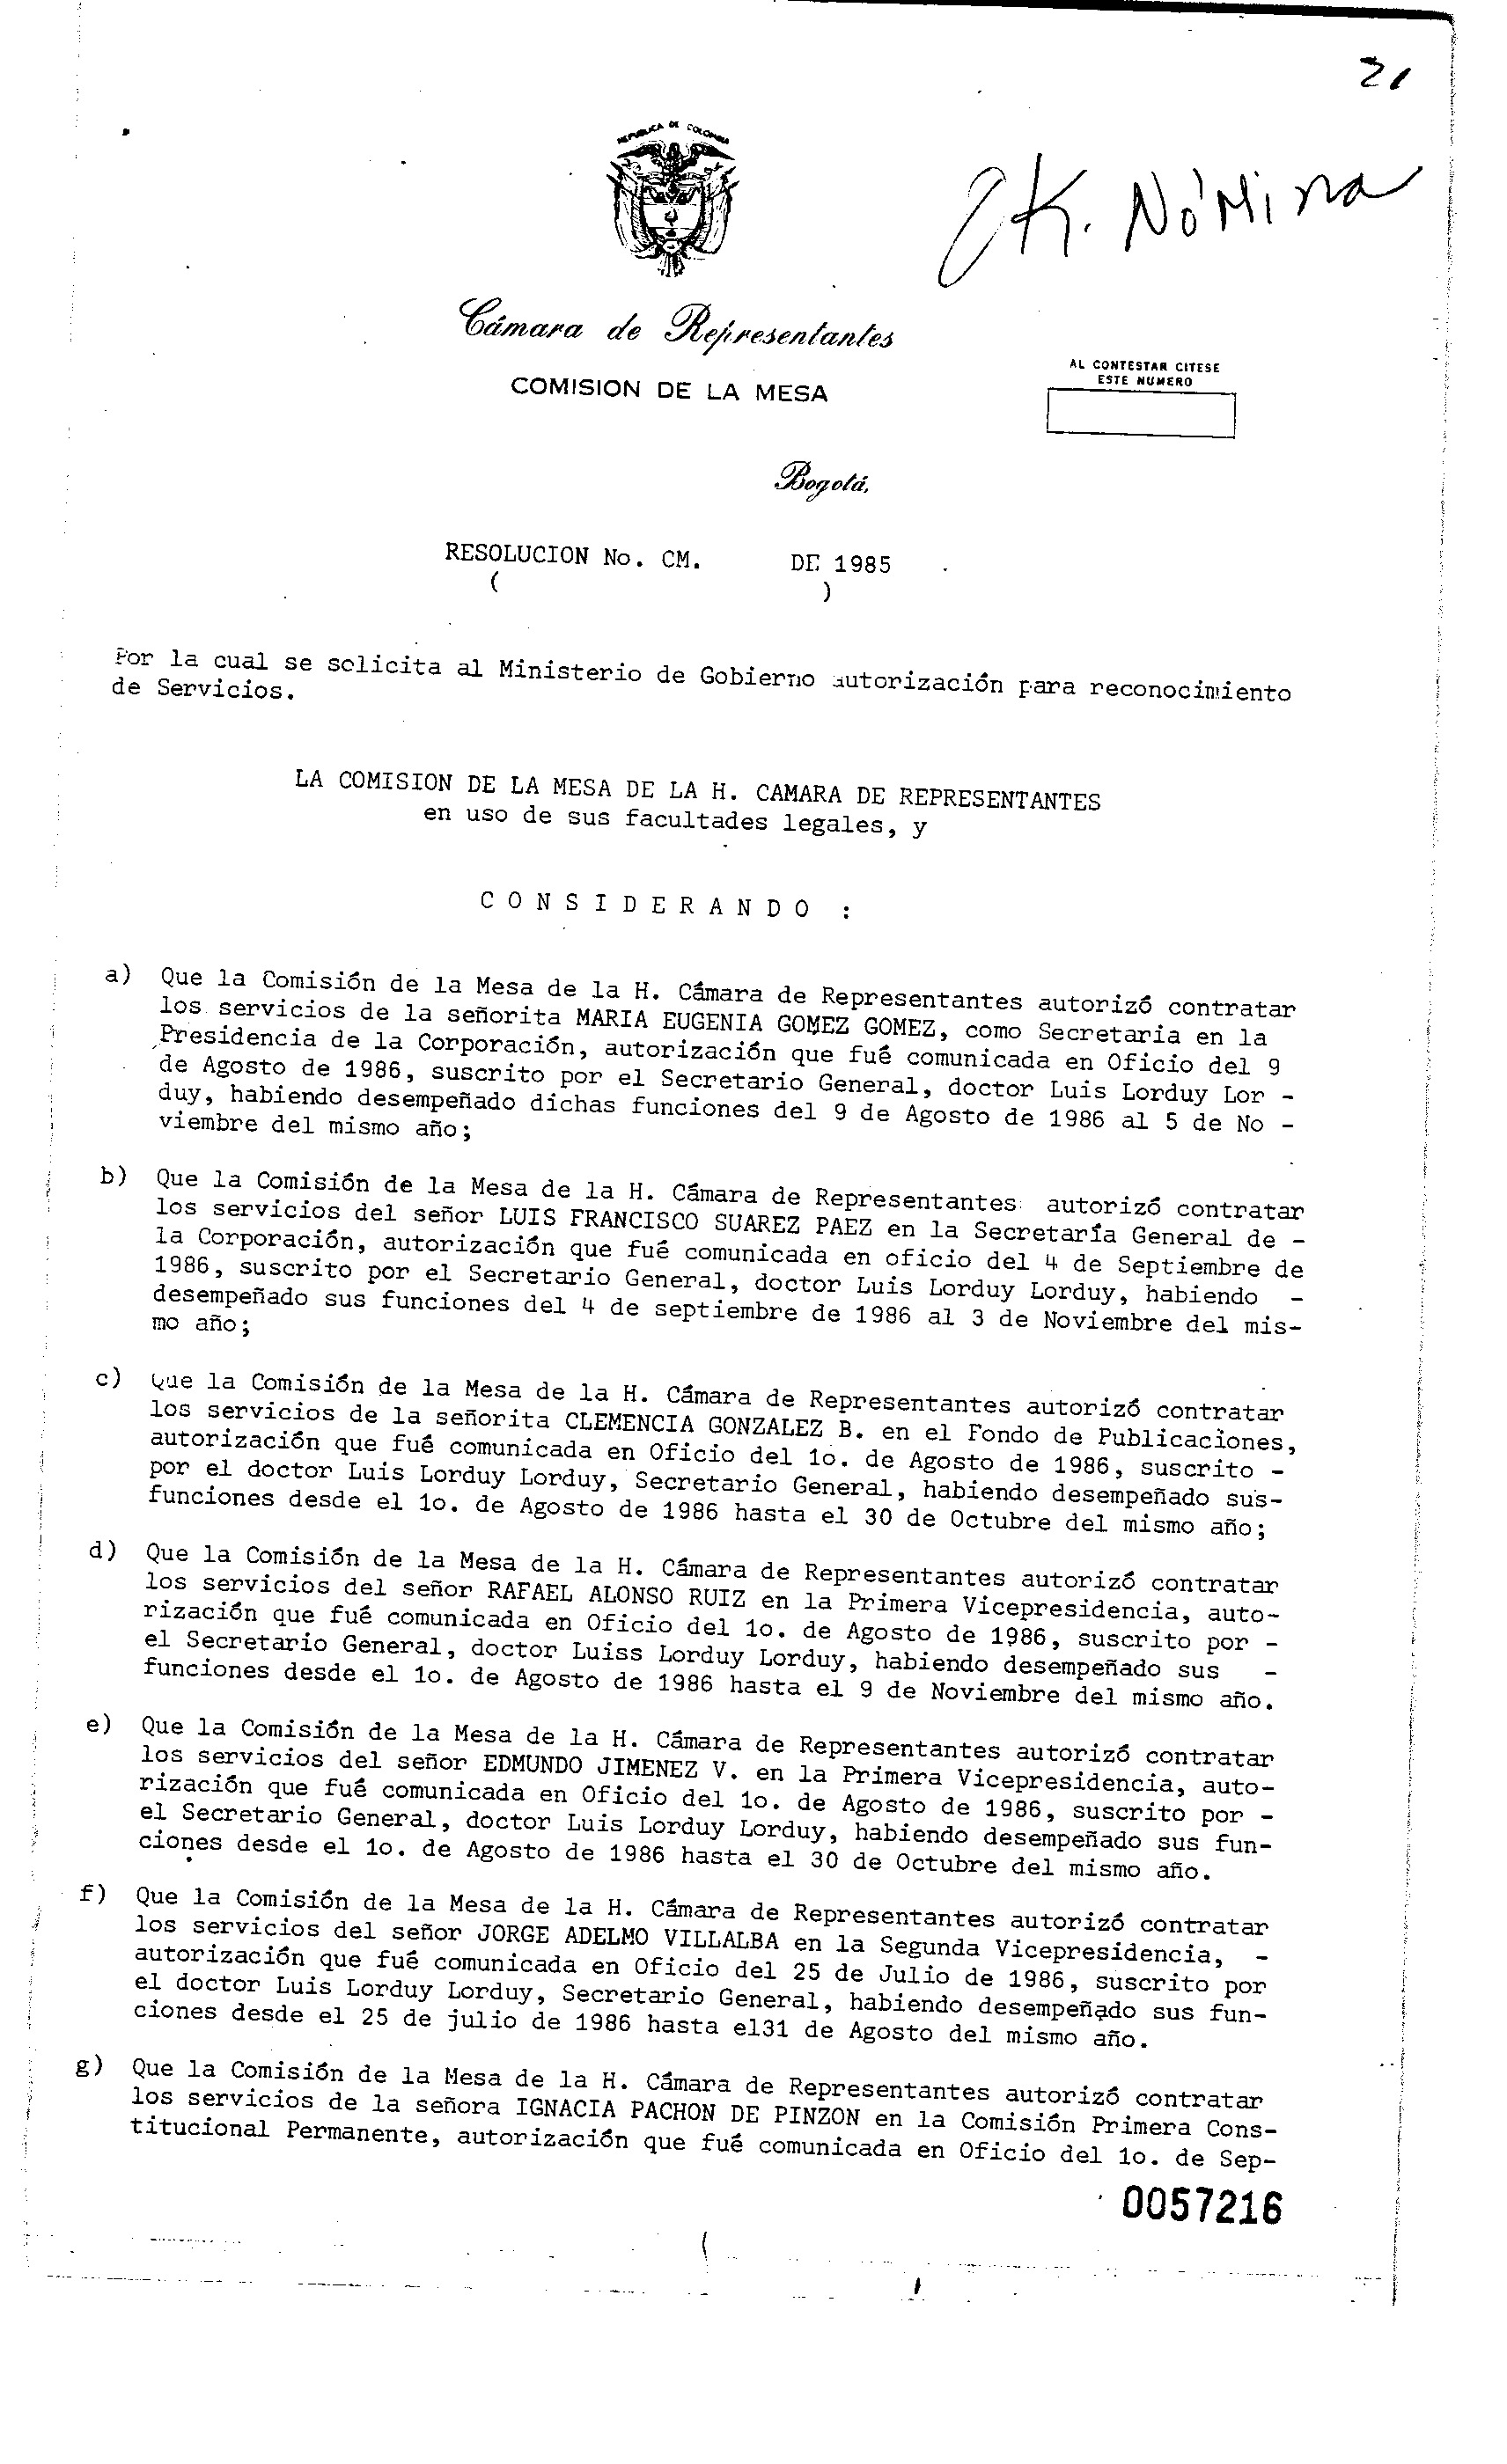 21
REPUBLICA DE COLOMBIA
OK. Nómina
Cámara de Representantes
COMISION DE LA MESA
AL CONTESTAR CITESE
ESTE NUMERO
Bogotá,
RESOLUCION No. CM. DE 1985
( )
Por la cual se solicita al Ministerio de Gobierno autorización para reconocimiento
de Servicios.
LA COMISION DE LA MESA DE LA H. CAMARA DE REPRESENTANTES
en uso de sus facultades legales, y
C O N S I D E R A N D O :
a) Que la Comisión de la Mesa de la H. Cámara de Representantes autorizó contratar
los servicios de la señorita MARIA EUGENIA GOMEZ GOMEZ, como Secretaria en la
Presidencia de la Corporación, autorización que fué comunicada en Oficio del 9
de Agosto de 1986, suscrito por el Secretario General, doctor Luis Lorduy Lor -
duy, habiendo desempeñado dichas funciones del 9 de Agosto de 1986 al 5 de No -
viembre del mismo año;
b) Que la Comisión de la Mesa de la H. Cámara de Representantes autorizó contratar
los servicios del señor LUIS FRANCISCO SUAREZ PAEZ en la Secretaría General de -
la Corporación, autorización que fué comunicada en oficio del 4 de Septiembre de
1986, suscrito por el Secretario General, doctor Luis Lorduy Lorduy, habiendo -
desempeñado sus funciones del 4 de septiembre de 1986 al 3 de Noviembre del mis-
mo año;
c) Que la Comisión de la Mesa de la H. Cámara de Representantes autorizó contratar
los servicios de la señorita CLEMENCIA GONZALEZ B. en el Fondo de Publicaciones,
autorización que fué comunicada en Oficio del 1o. de Agosto de 1986, suscrito -
por el doctor Luis Lorduy Lorduy, Secretario General, habiendo desempeñado sus-
funciones desde el 1o. de Agosto de 1986 hasta el 30 de Octubre del mismo año;
d) Que la Comisión de la Mesa de la H. Cámara de Representantes autorizó contratar
los servicios del señor RAFAEL ALONSO RUIZ en la Primera Vicepresidencia, auto-
rización que fué comunicada en Oficio del 1o. de Agosto de 1986, suscrito por -
el Secretario General, doctor Luiss Lorduy Lorduy, habiendo desempeñado sus -
funciones desde el 1o. de Agosto de 1986 hasta el 9 de Noviembre del mismo año.
e) Que la Comisión de la Mesa de la H. Cámara de Representantes autorizó contratar
los servicios del señor EDMUNDO JIMENEZ V. en la Primera Vicepresidencia, auto-
rización que fué comunicada en Oficio del 1o. de Agosto de 1986, suscrito por -
el Secretario General, doctor Luis Lorduy Lorduy, habiendo desempeñado sus fun-
ciones desde el 1o. de Agosto de 1986 hasta el 30 de Octubre del mismo año.
f) Que la Comisión de la Mesa de la H. Cámara de Representantes autorizó contratar
los servicios del señor JORGE ADELMO VILLALBA en la Segunda Vicepresidencia, -
autorización que fué comunicada en Oficio del 25 de Julio de 1986, suscrito por
el doctor Luis Lorduy Lorduy, Secretario General, habiendo desempeñado sus fun-
ciones desde el 25 de julio de 1986 hasta el31 de Agosto del mismo año.
g) Que la Comisión de la Mesa de la H. Cámara de Representantes autorizó contratar
los servicios de la señora IGNACIA PACHON DE PINZON en la Comisión Primera Cons-
titucional Permanente, autorización que fué comunicada en Oficio del 1o. de Sep-
0057216